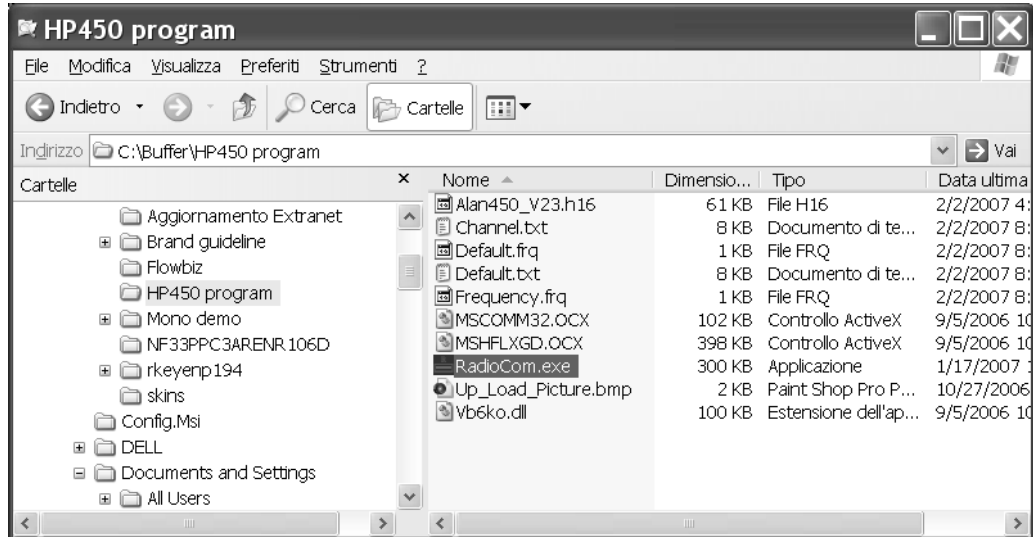 HP450 program
File Modifica Visualizza Preferiti Strumenti ?
Indietro Cerca Cartelle
Indirizzo C:\Buffer\HP450 program Vai
Cartelle
Aggiornamento Extranet
Brand guideline
Flowbiz
HP450 program
Mono demo
NF33PPC3ARENR106D
rkeyenp194
skins
Config.Msi
DELL
Documents and Settings
All Users
Nome Dimensio... Tipo Data ultima
Alan450_V23.h16 61 KB File H16 2/2/2007 4:
Channel.txt 8 KB Documento di te... 2/2/2007 8:
Default.frq 1 KB File FRQ 2/2/2007 8:
Default.txt 8 KB Documento di te... 2/2/2007 8:
Frequency.frq 1 KB File FRQ 2/2/2007 8:
MSCOMM32.OCX 102 KB Controllo ActiveX 9/5/2006 10
MSHFLXGD.OCX 398 KB Controllo ActiveX 9/5/2006 10
RadioCom.exe 300 KB Applicazione 1/17/2007 1
Up_Load_Picture.bmp 2 KB Paint Shop Pro P... 10/27/2006
Vb6ko.dll 100 KB Estensione dell'ap... 9/5/2006 10